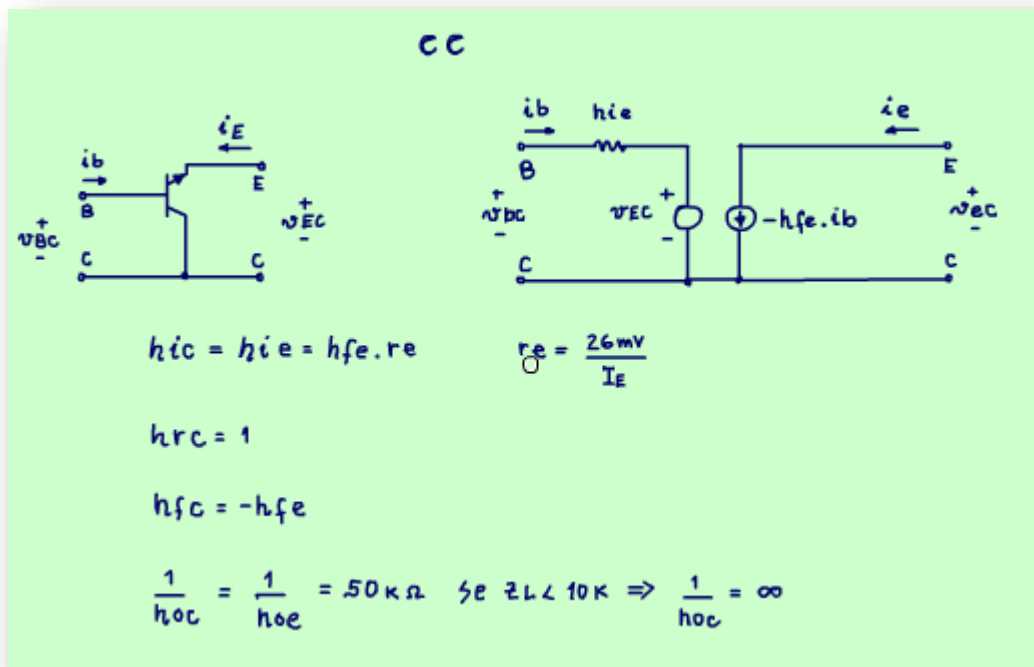 CC
ib
iE
B
E
+
vBC
-
+
vEC
-
C
C
ib
hie
ie
B
E
+
vbc
-
vEC
+
-
-hfe.ib
+
vec
-
C
C
hic = hie = hfe.re
re = 26mV / IE
hrc = 1
hfc = -hfe
1/hoc = 1/hoe = 50KΩ se ZL < 10K ⇒ 1/hoc = ∞